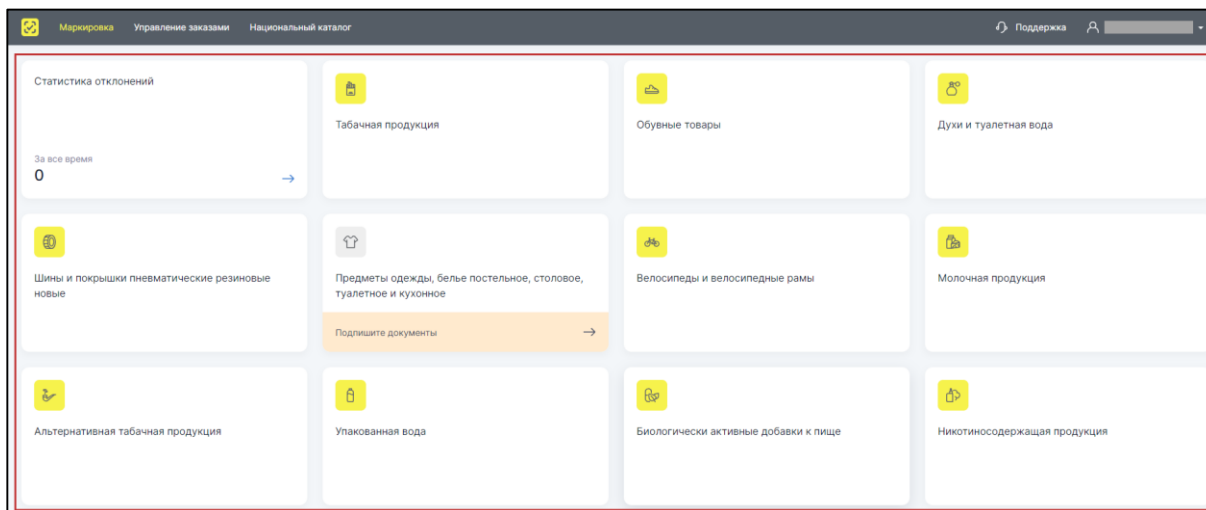 Маркировка Управление заказами Национальный каталог Поддержка
Статистика отклонений
За все время
0
Табачная продукция
Обувные товары
Духи и туалетная вода
Шины и покрышки пневматические резиновые
новые
Предметы одежды, белье постельное, столовое,
туалетное и кухонное
Подпишите документы
Велосипеды и велосипедные рамы
Молочная продукция
Альтернативная табачная продукция
Упакованная вода
Биологически активные добавки к пище
Никотиносодержащая продукция